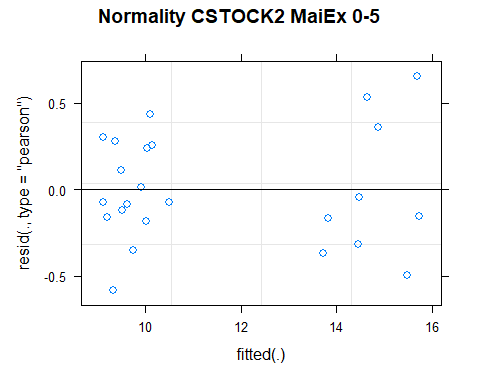 Normality CSTOCK2 MaiEx 0-5
resid(., type = "pearson")
0.5
0.0
-0.5
10
12
14
16
fitted(.)